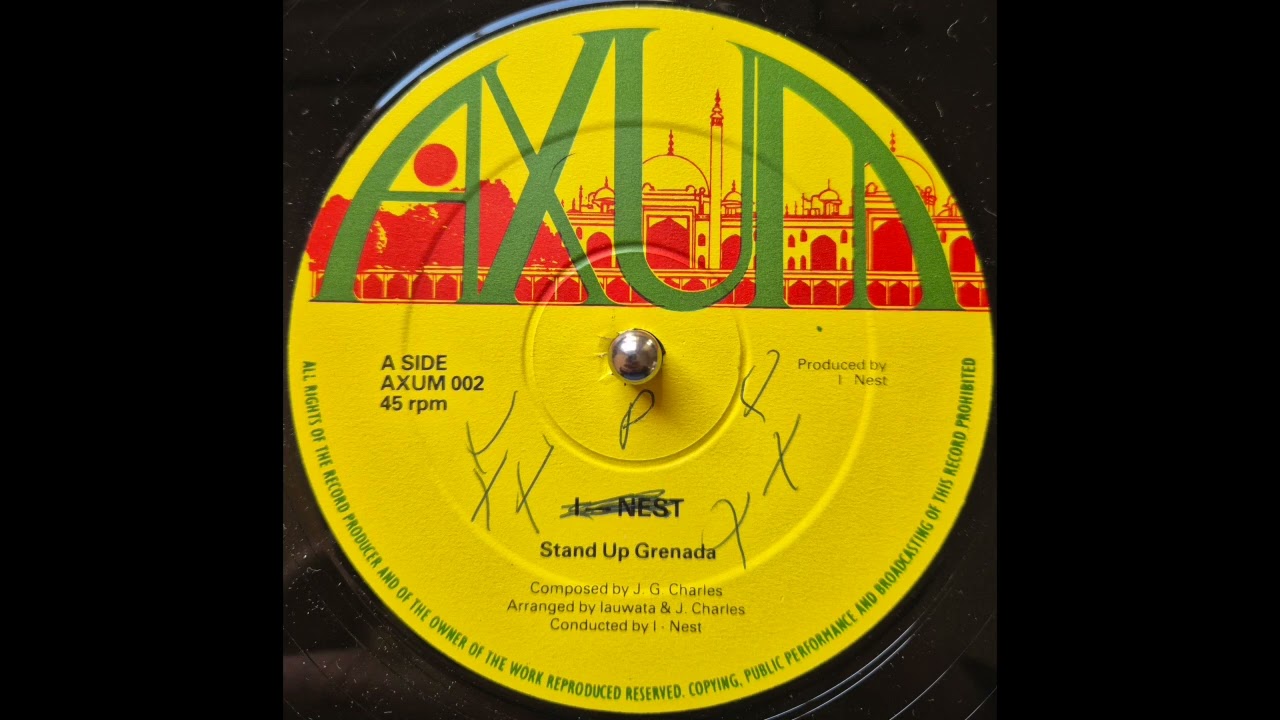 AXUM
A SIDE
AXUM 002
45 rpm
Produced by
I Nest
P
X X X X
I - NEST
Stand Up Grenada
Composed by J. G. Charles
Arranged by Iauwata & J. Charles
Conducted by I - Nest
ALL RIGHTS OF THE RECORD PRODUCER AND OF THE OWNER OF THE WORK REPRODUCED RESERVED. COPYING, PUBLIC PERFORMANCE AND BROADCASTING OF THIS RECORD PROHIBITED